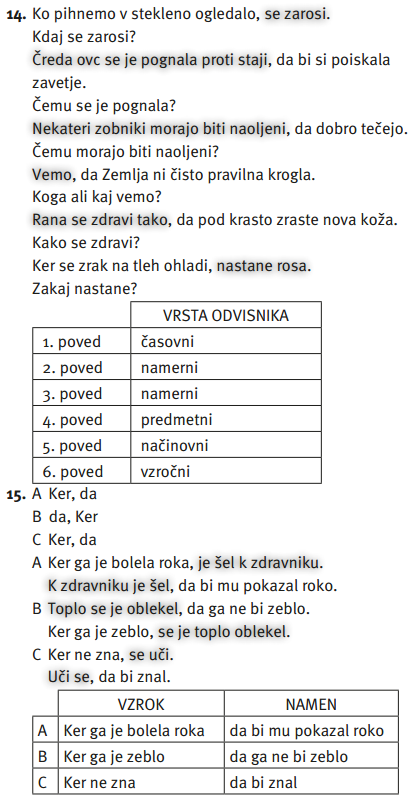 14. Ko pihnemo v stekleno ogledalo, se zarosi.
Kdaj se zarosi?
Čreda ovc se je pognala proti staji, da bi si poiskala
zavetje.
Čemu se je pognala?
Nekateri zobniki morajo biti naoljeni, da dobro tečejo.
Čemu morajo biti naoljeni?
Vemo, da Zemlja ni čisto pravilna krogla.
Koga ali kaj vemo?
Rana se zdravi tako, da pod krasto zraste nova koža.
Kako se zdravi?
Ker se zrak na tleh ohladi, nastane rosa.
Zakaj nastane?
VRSTA ODVISNIKA
1. poved časovni
2. poved namerni
3. poved namerni
4. poved predmetni
5. poved načinovni
6. poved vzročni
15. A Ker, da
B da, Ker
C Ker, da
A Ker ga je bolela roka, je šel k zdravniku.
K zdravniku je šel, da bi mu pokazal roko.
B Toplo se je oblekel, da ga ne bi zeblo.
Ker ga je zeblo, se je toplo oblekel.
C Ker ne zna, se uči.
Uči se, da bi znal.
VZROK NAMEN
A Ker ga je bolela roka da bi mu pokazal roko
B Ker ga je zeblo da ga ne bi zeblo
C Ker ne zna da bi znal